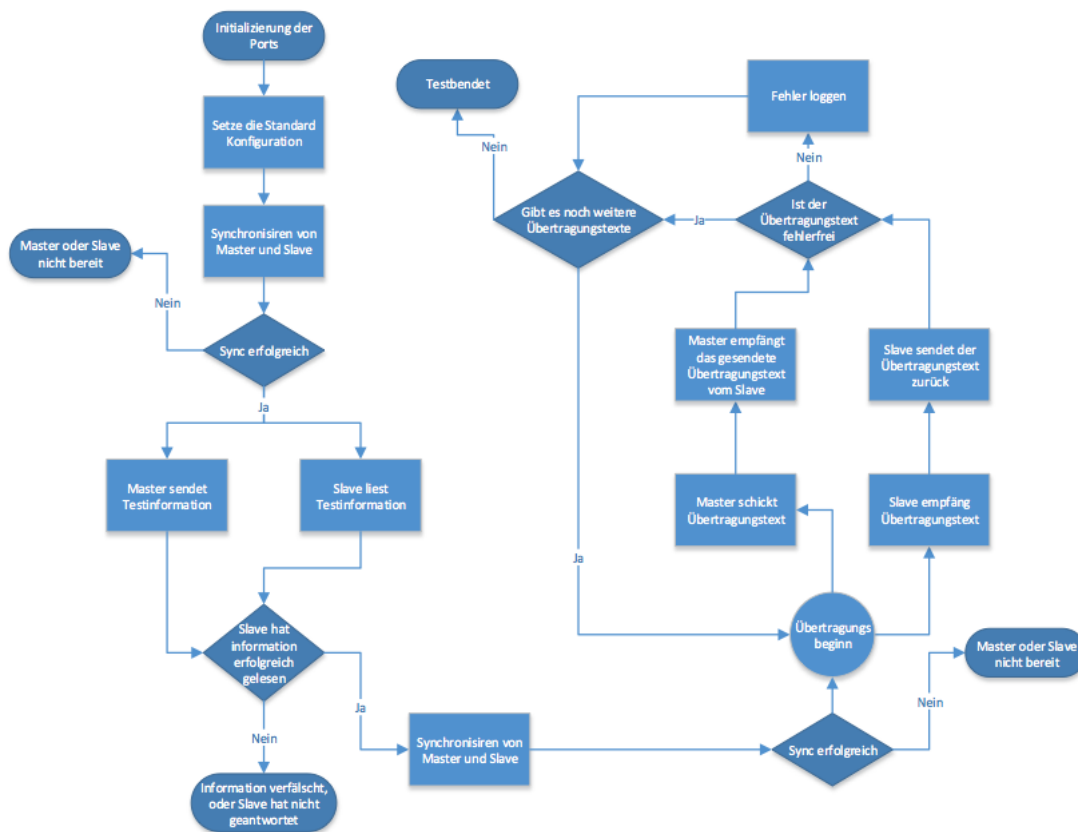 Initializierung der
Ports
Setze die Standard
Konfiguration
Synchronisiren von
Master und Slave
Master oder Slave
nicht bereit
Nein
Sync erfolgreich
Ja
Master sendet
Testinformation
Slave liest
Testinformation
Slave hat
information
erfolgreich
gelesen
Nein
Information verfälscht,
oder Slave hat nicht
geantwortet
Ja
Synchronisiren von
Master und Slave
Sync erfolgreich
Nein
Master oder Slave
nicht bereit
Übertragungs
beginn
Master schickt
Übertragungstext
Slave empfäng
Übertragungstext
Master empfängt
das gesendete
Übertragungstext
vom Slave
Slave sendet der
Übertragungstext
zurück
Ist der
Übertragungstext
fehlerfrei
Nein
Fehler loggen
Ja
Gibt es noch weitere
Übertragungstexte
Nein
Testbendet
Ja